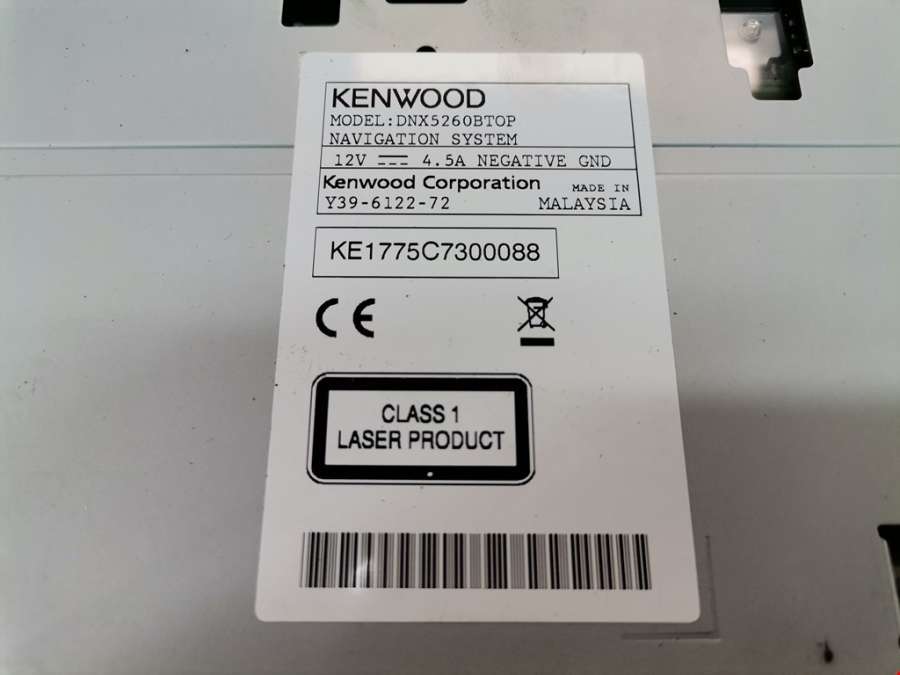 KENWOOD
MODEL:DNX5260BTOP
NAVIGATION SYSTEM
12V ⎓ 4.5A NEGATIVE GND
Kenwood Corporation MADE IN
Y39-6122-72 MALAYSIA
KE1775C7300088
CE
CLASS 1
LASER PRODUCT